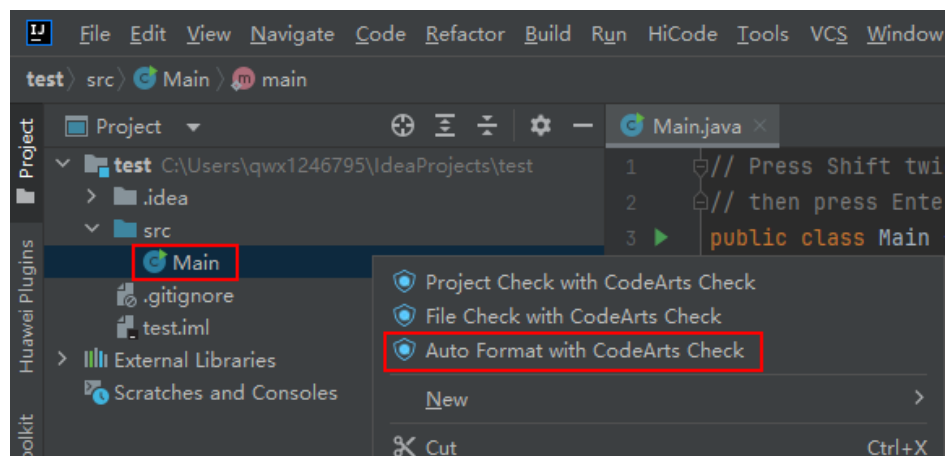 IJ File Edit View Navigate Code Refactor Build Run HiCode Tools VCS Window
test src Main main
Project
Project
Main.java
test C:\Users\qwx1246795\IdeaProjects\test
1 // Press Shift twi
.idea
2 // then press Ente
src
3 public class Main
Main
Huawei Plugins
Project Check with CodeArts Check
.gitignore
File Check with CodeArts Check
test.iml
Auto Format with CodeArts Check
External Libraries
Scratches and Consoles
New
oolkit
Cut Ctrl+X